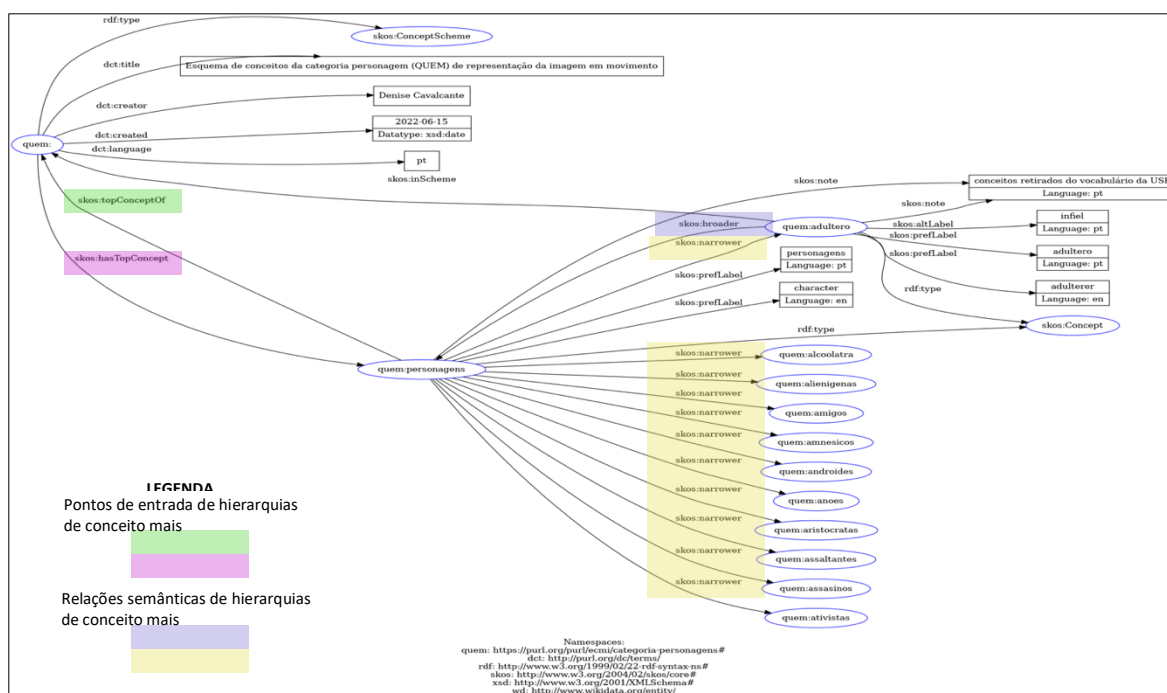 rdf:type
skos:ConceptScheme
dct:title
Esquema de conceitos da categoria personagem (QUEM) de representação da imagem em movimento
dct:creator
Denise Cavalcante
dct:created
2022-06-15
Datatype: xsd:date
quem:
dct:language
pt
skos:inScheme
skos:note
conceitos retirados do vocabulário da USP
Language: pt
skos:topConceptOf
skos:note
skos:broader
quem:adultero
skos:altLabel
infiel
Language: pt
skos:narrower
skos:prefLabel
skos:hasTopConcept
personagens
Language: pt
skos:prefLabel
adultero
Language: pt
skos:prefLabel
skos:prefLabel
character
Language: en
rdf:type
adulterer
Language: en
rdf:type
skos:Concept
quem:personagens
skos:narrower
quem:alcoolatra
skos:narrower
quem:alienigenas
skos:narrower
quem:amigos
skos:narrower
quem:amnesicos
skos:narrower
quem:androides
skos:narrower
quem:anoes
skos:narrower
quem:aristocratas
skos:narrower
quem:assaltantes
skos:narrower
quem:assasinos
quem:ativistas
LEGENDA
Pontos de entrada de hierarquias
de conceito mais
Relações semânticas de hierarquias
de conceito mais
Namespaces:
quem: https://purl.org/purl/ecmi/categoria-personagens#
dct: http://purl.org/dc/terms/
rdf: http://www.w3.org/1999/02/22-rdf-syntax-ns#
skos: http://www.w3.org/2004/02/skos/core#
xsd: http://www.w3.org/2001/XMLSchema#
wd: http://www.wikidata.org/entity/